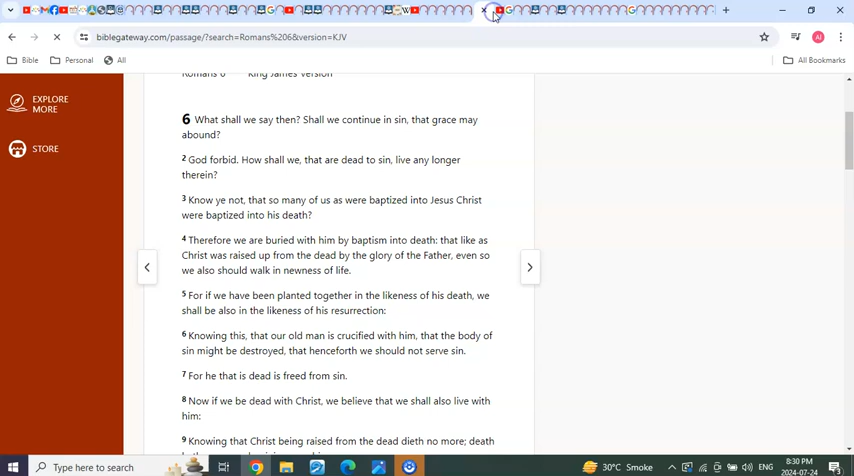 biblegateway.com/passage/?search=Romans%206&version=KJV
AI
Bible
Personal
All
All Bookmarks
Romans 6 King James Version
EXPLORE
MORE
STORE
6 What shall we say then? Shall we continue in sin, that grace may
abound?
2 God forbid. How shall we, that are dead to sin, live any longer
therein?
3 Know ye not, that so many of us as were baptized into Jesus Christ
were baptized into his death?
4 Therefore we are buried with him by baptism into death: that like as
Christ was raised up from the dead by the glory of the Father, even so
we also should walk in newness of life.
5 For if we have been planted together in the likeness of his death, we
shall be also in the likeness of his resurrection:
6 Knowing this, that our old man is crucified with him, that the body of
sin might be destroyed, that henceforth we should not serve sin.
7 For he that is dead is freed from sin.
8 Now if we be dead with Christ, we believe that we shall also live with
him:
9 Knowing that Christ being raised from the dead dieth no more; death
Type here to search
30°C Smoke
ENG
8:30 PM
2024-07-24
3